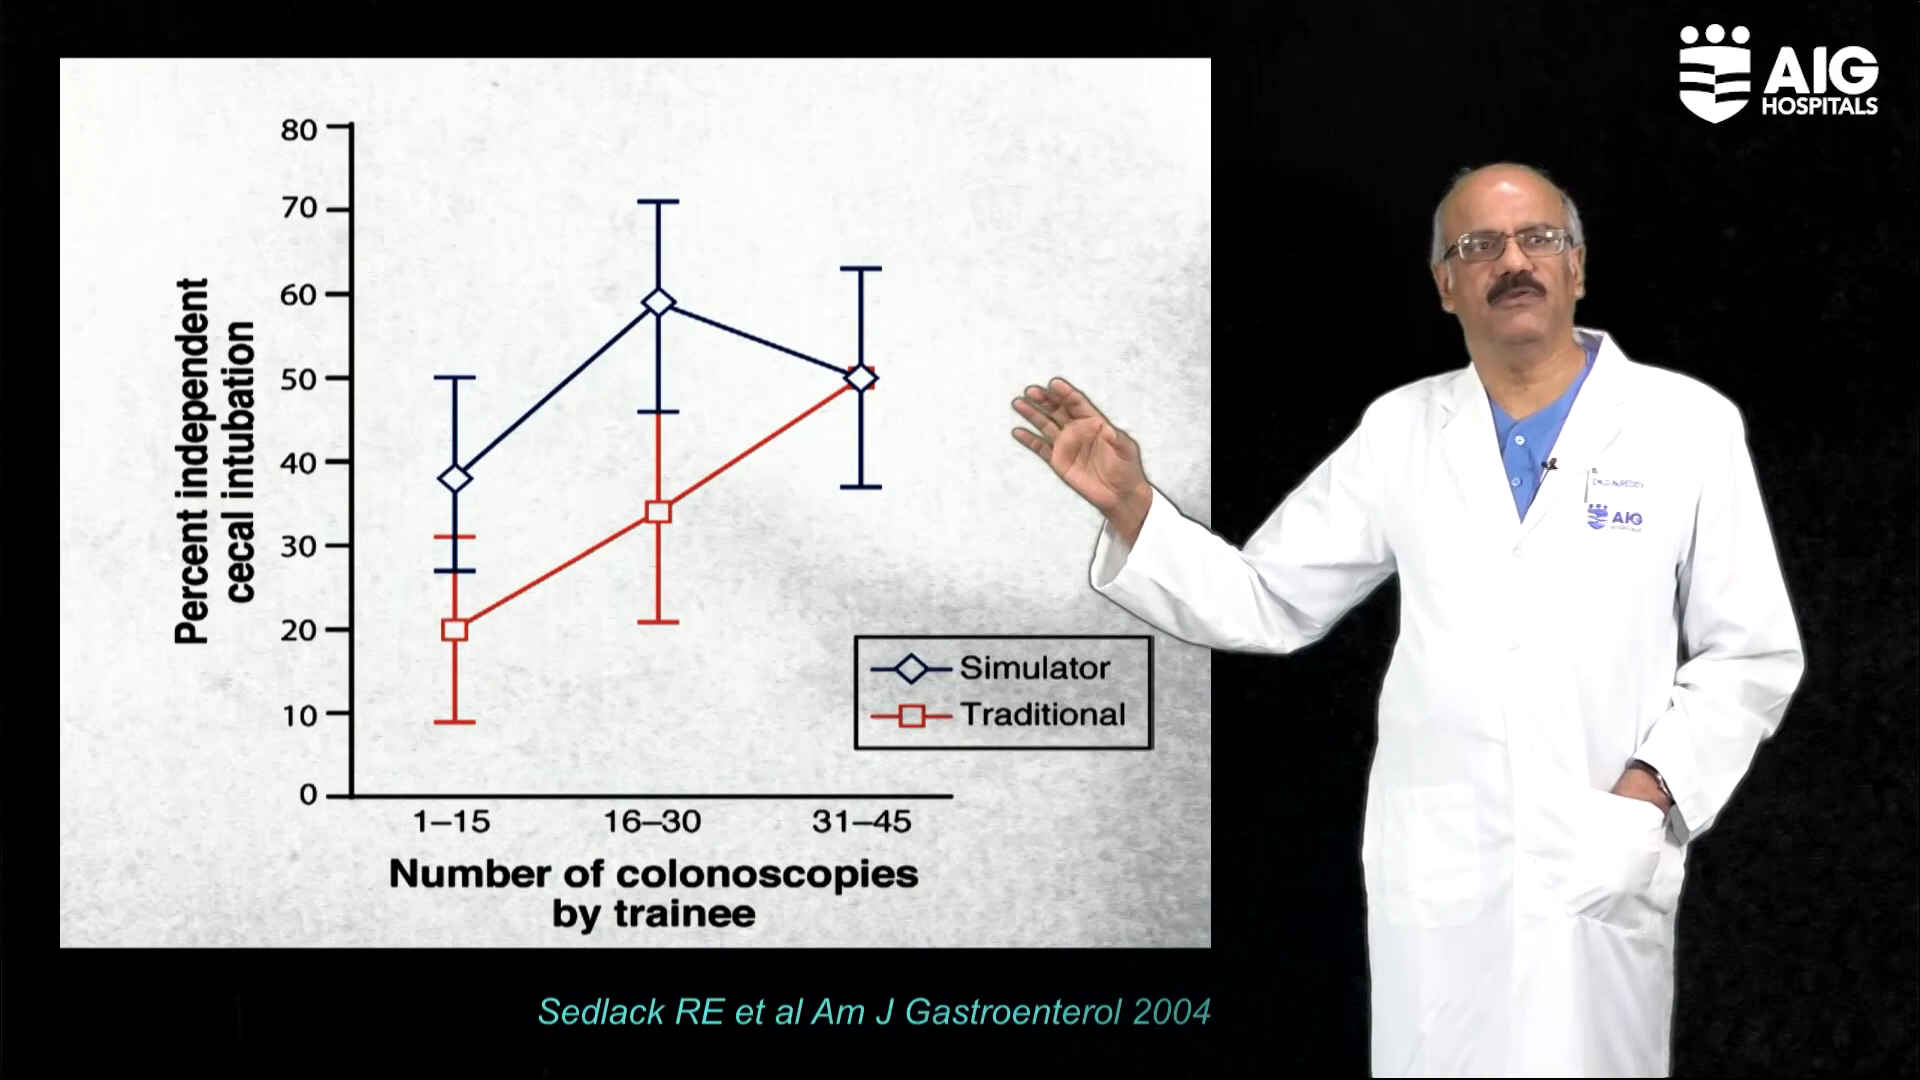 AIG
HOSPITALS
80
70
60
50
40
30
20
10
0
Percent independent
cecal intubation
1–15
16–30
31–45
Number of colonoscopies
by trainee
Simulator
Traditional
Sedlack RE et al Am J Gastroenterol 2004
AIG